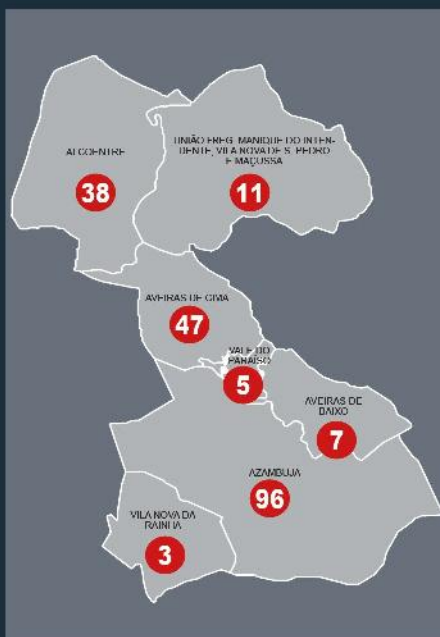 UNIÃO FREG. MANIQUE DO INTEN-
DENTE, VILA NOVA DE S. PEDRO
E MAÇUSSA
11
ALCOENTRE
38
AVEIRAS DE CIMA
47
VALE DO
PARAÍSO
5
AVEIRAS DE
BAIXO
7
AZAMBUJA
96
VILA NOVA DA
RAINHA
3